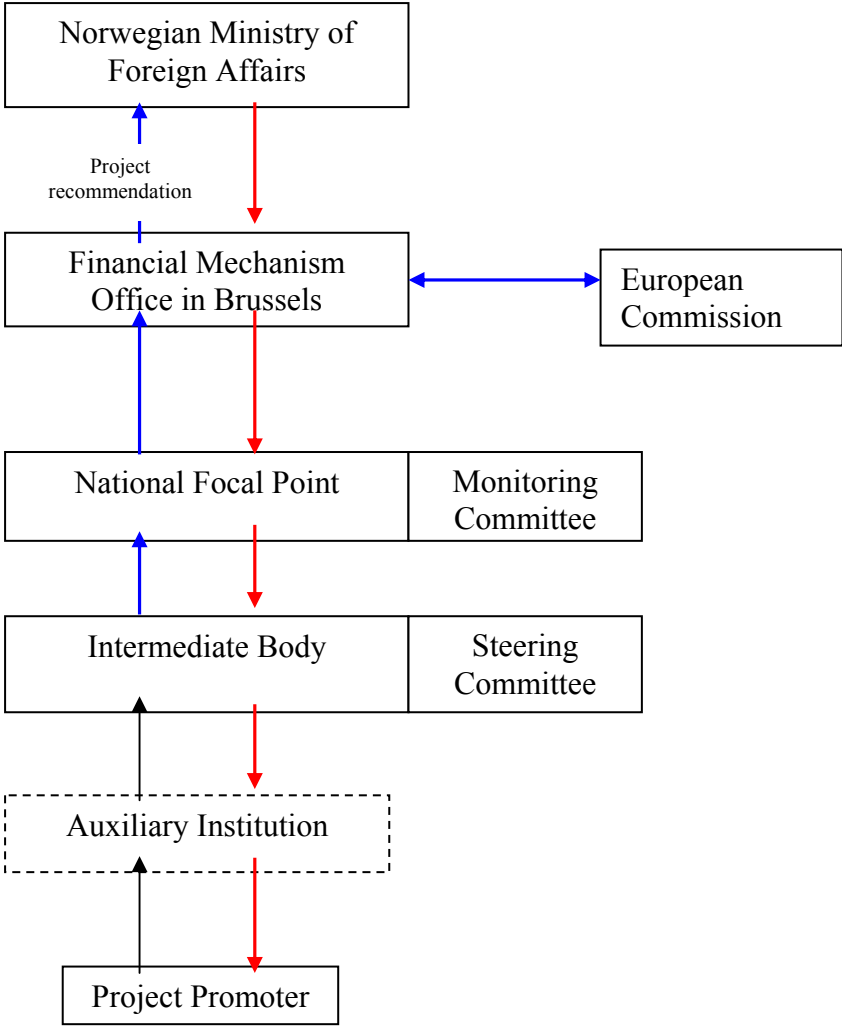 Norwegian Ministry of
Foreign Affairs
Project
recommendation
Financial Mechanism
Office in Brussels
European
Commission
National Focal Point
Monitoring
Committee
Intermediate Body
Steering
Committee
Auxiliary Institution
Project Promoter